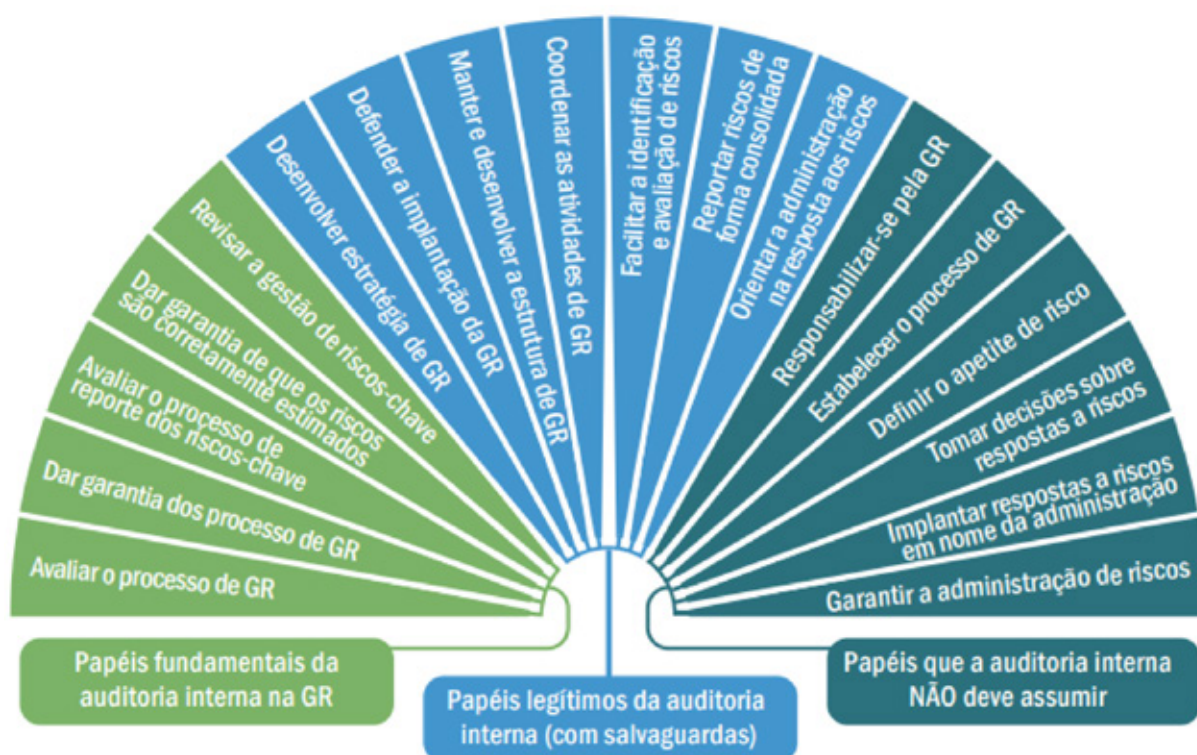 Avaliar o processo de GR
Dar garantia dos processo de GR
Avaliar o processo de
reporte dos riscos-chave
Dar garantia de que os riscos
são corretamente estimados
Revisar a gestão de riscos-chave
Desenvolver estratégia de GR
Defender a implantação da GR
Manter e desenvolver a estrutura de GR
Coordenar as atividades de GR
Facilitar a identificação
e avaliação de riscos
Reportar riscos de
forma consolidada
Orientar a administração
na resposta aos riscos
Responsabilizar-se pela GR
Estabelecer o processo de GR
Definir o apetite de risco
Tomar decisões sobre
respostas a riscos
Implantar respostas a riscos
em nome da administração
Garantir a administração de riscos
Papéis fundamentais da
auditoria interna na GR
Papéis legítimos da auditoria
interna (com salvaguardas)
Papéis que a auditoria interna
NÃO deve assumir